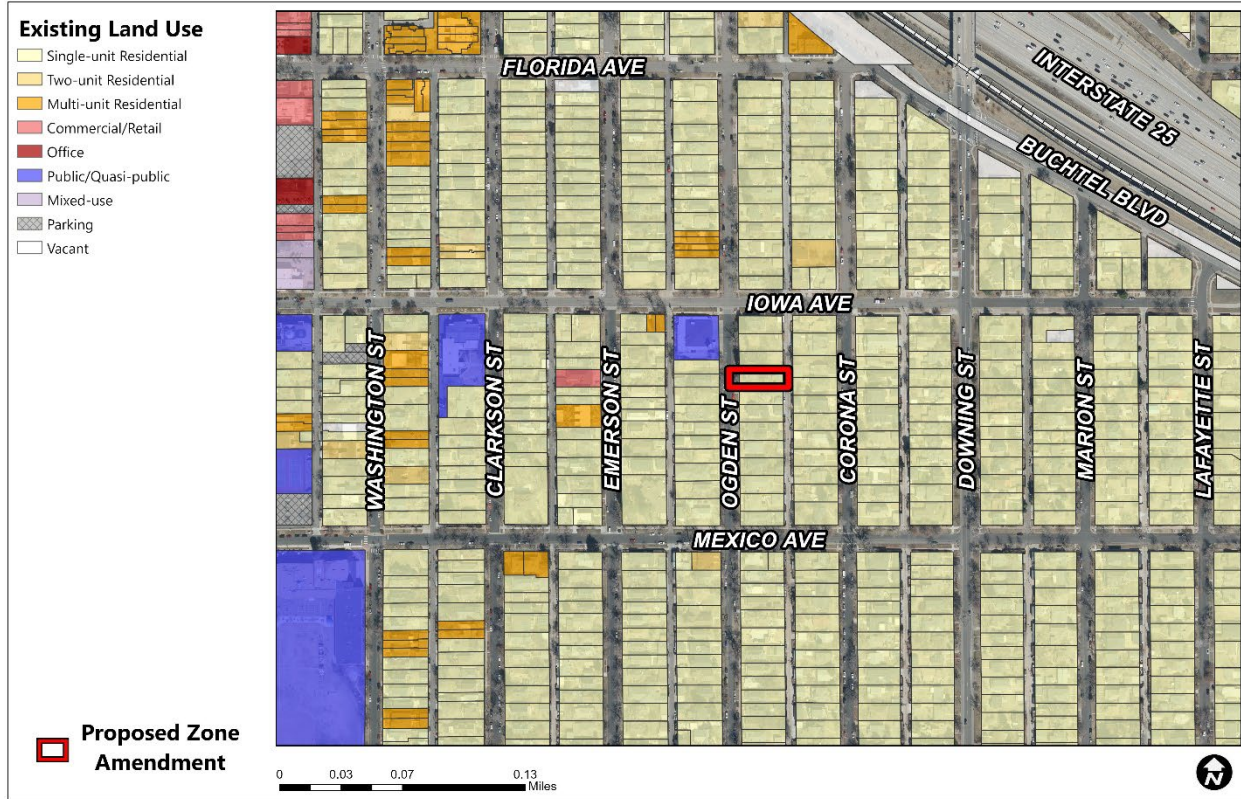 Existing Land Use
Single-unit Residential
Two-unit Residential
Multi-unit Residential
Commercial/Retail
Office
Public/Quasi-public
Mixed-use
Parking
Vacant
FLORIDA AVE
INTERSTATE 25
BUCHTEL BLVD
IOWA AVE
WASHINGTON ST
CLARKSON ST
EMERSON ST
OGDEN ST
CORONA ST
DOWNING ST
MARION ST
LAFAYETTE ST
MEXICO AVE
Proposed Zone
Amendment
0 0.03 0.07 0.13
Miles
N